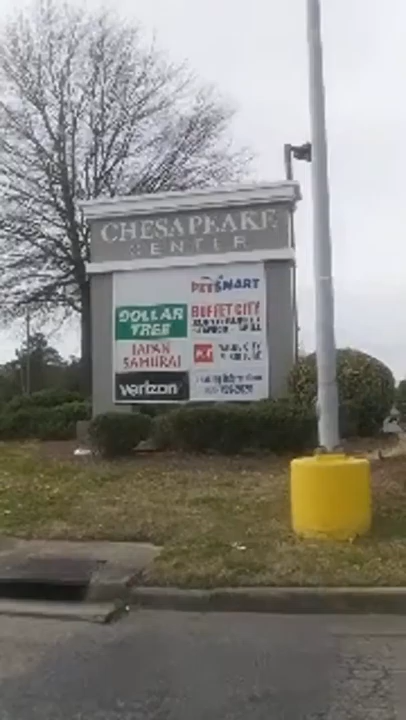 CHESAPEAKE
CENTER
PETSMART
DOLLAR
TREE
BUFFET CITY
JAPAN
SAMURAI
verizon